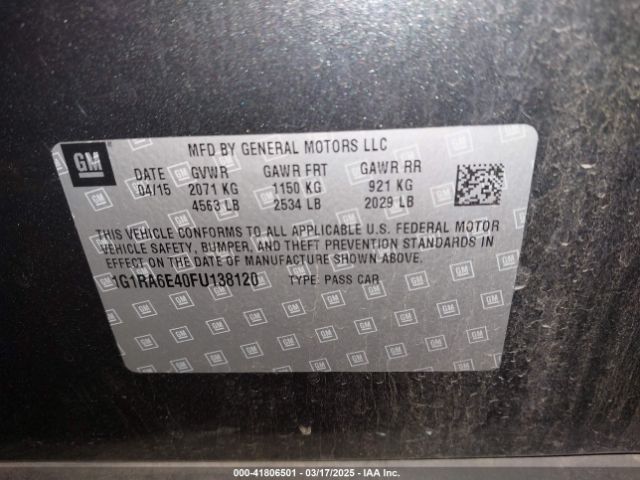 GM
MFD BY GENERAL MOTORS LLC
DATE GVWR GAWR FRT GAWR RR
04/15 2071 KG 1150 KG 921 KG
4563 LB 2534 LB 2029 LB
THIS VEHICLE CONFORMS TO ALL APPLICABLE U.S. FEDERAL MOTOR
VEHICLE SAFETY, BUMPER, AND THEFT PREVENTION STANDARDS IN
EFFECT ON THE DATE OF MANUFACTURE SHOWN ABOVE.
1G1RA6E40FU138120 TYPE: PASS CAR
000-41806501 | 03/17/2025 | IAA Inc.